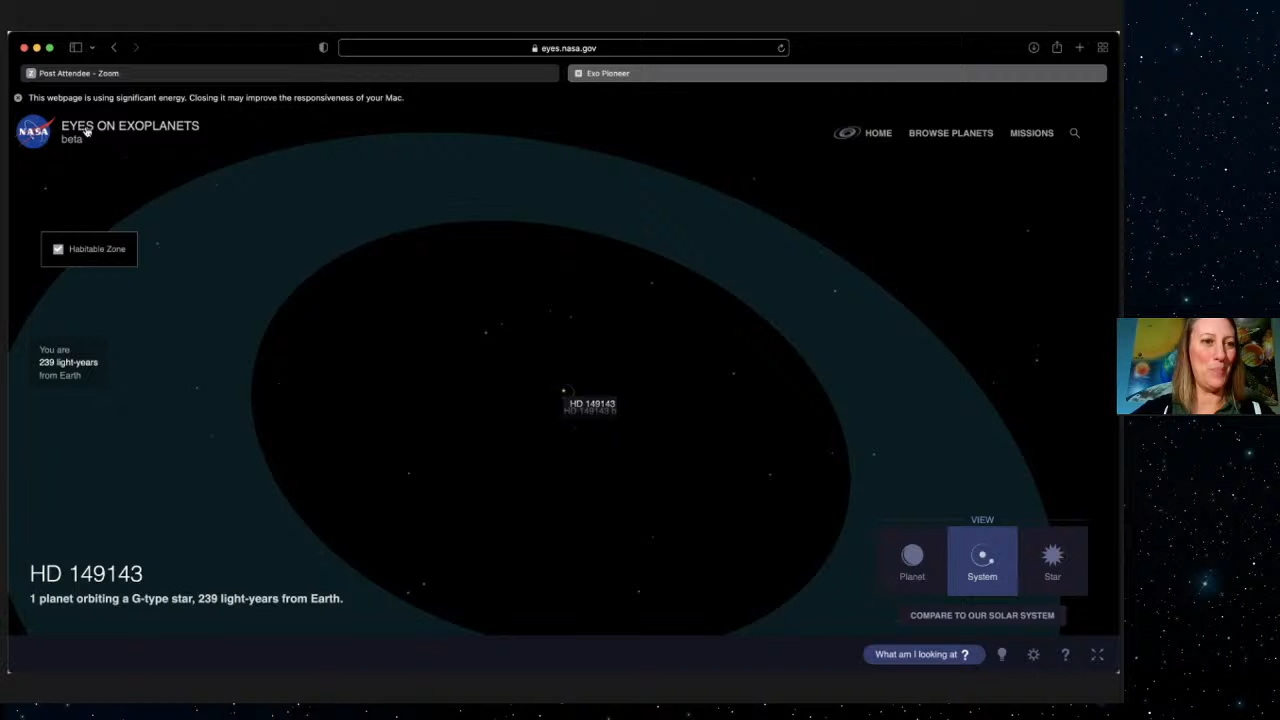 eyes.nasa.gov
Z Post Attendee - Zoom
Exo Pioneer
This webpage is using significant energy. Closing it may improve the responsiveness of your Mac.
NASA
EYES ON EXOPLANETS
beta
HOME BROWSE PLANETS MISSIONS
Habitable Zone
You are
239 light-years
from Earth
HD 149143
HD 149143 b
VIEW
Planet System Star
HD 149143
1 planet orbiting a G-type star, 239 light-years from Earth.
COMPARE TO OUR SOLAR SYSTEM
What am I looking at ?
?